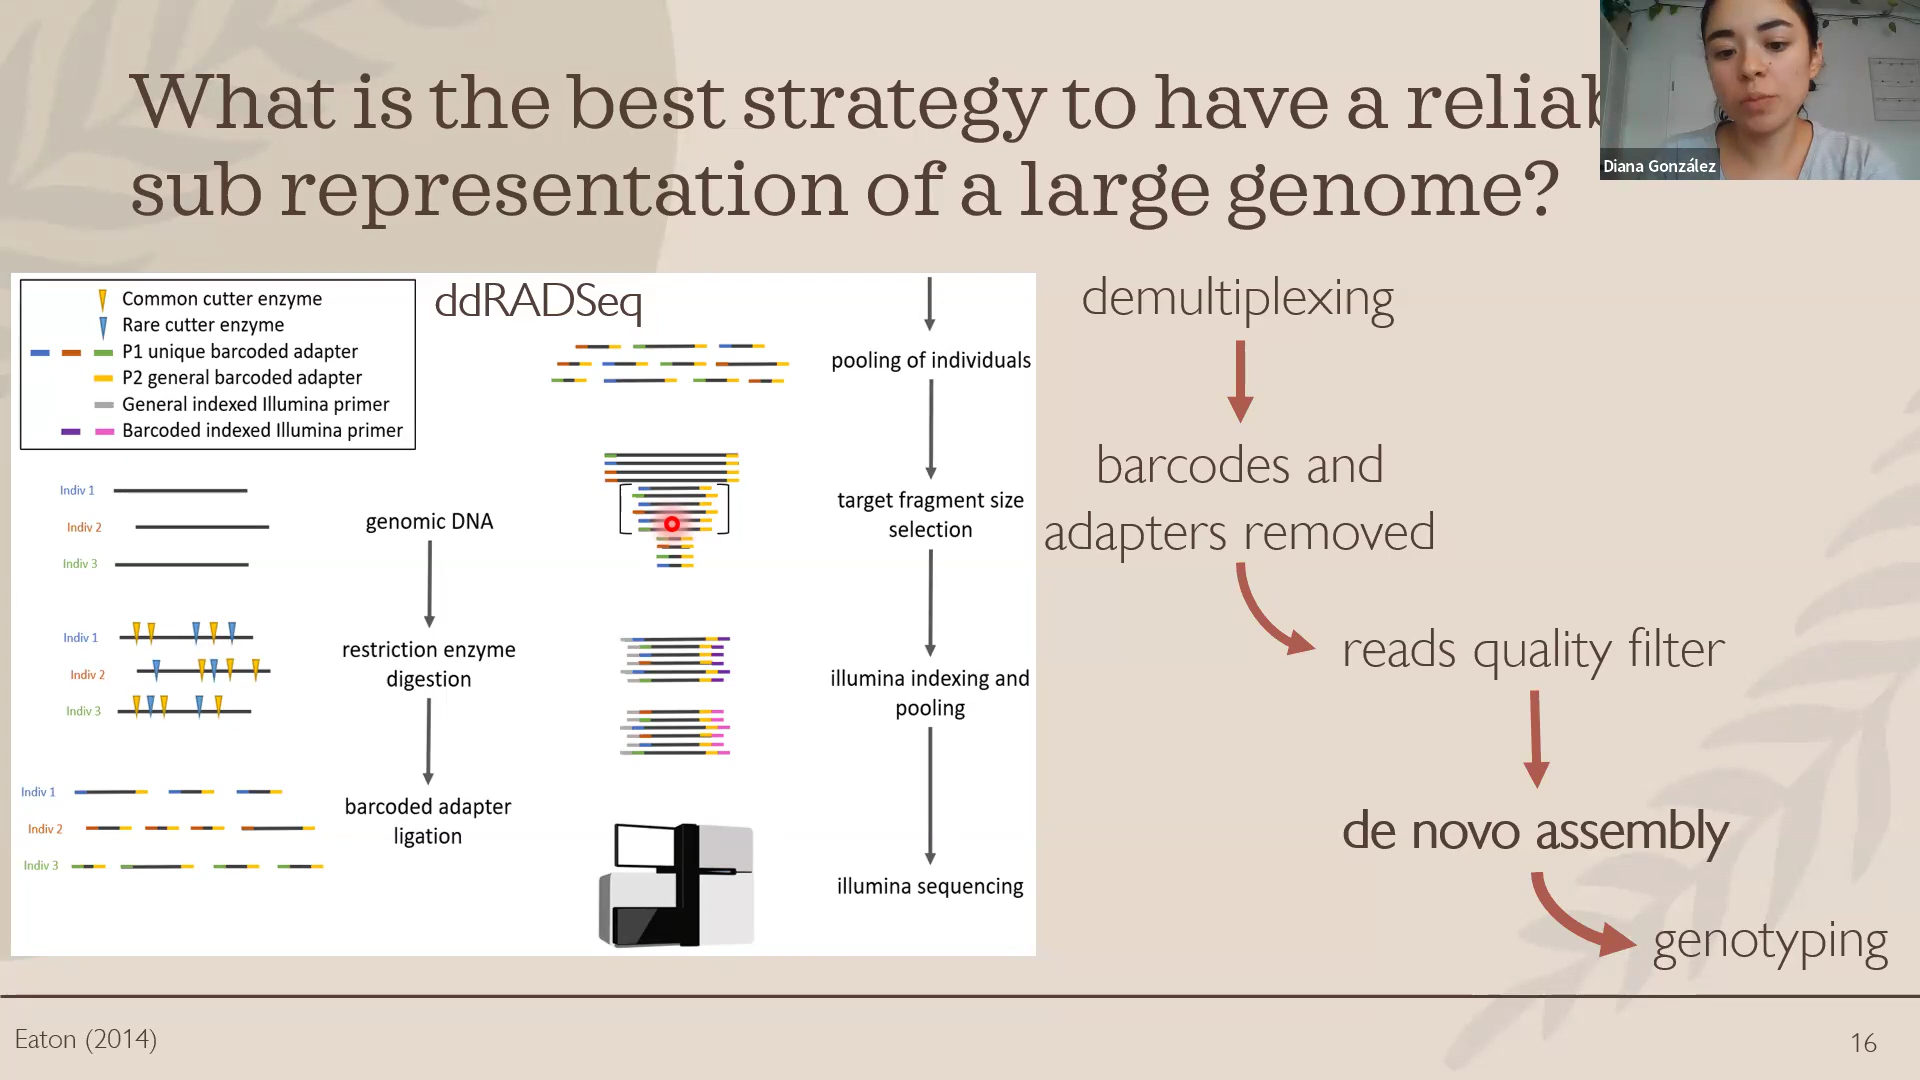 What is the best strategy to have a reliab
sub representation of a large genome?
Diana González
Common cutter enzyme
Rare cutter enzyme
P1 unique barcoded adapter
P2 general barcoded adapter
General indexed Illumina primer
Barcoded indexed Illumina primer
ddRADSeq
Indiv 1
Indiv 2
Indiv 3
genomic DNA
Indiv 1
Indiv 2
Indiv 3
restriction enzyme
digestion
Indiv 1
Indiv 2
Indiv 3
barcoded adapter
ligation
pooling of individuals
target fragment size
selection
illumina indexing and
pooling
illumina sequencing
demultiplexing
barcodes and
adapters removed
reads quality filter
de novo assembly
genotyping
Eaton (2014)
16